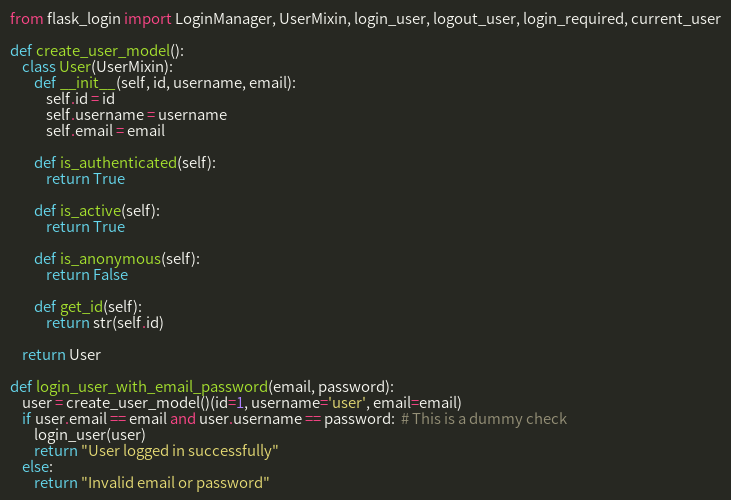 from flask_login import LoginManager, UserMixin, login_user, logout_user, login_required, current_user
def create_user_model():
class User(UserMixin):
def __init__(self, id, username, email):
self.id = id
self.username = username
self.email = email
def is_authenticated(self):
return True
def is_active(self):
return True
def is_anonymous(self):
return False
def get_id(self):
return str(self.id)
return User
def login_user_with_email_password(email, password):
user = create_user_model()(id=1, username='user', email=email)
if user.email == email and user.username == password:  # This is a dummy check
login_user(user)
return "User logged in successfully"
else:
return "Invalid email or password"